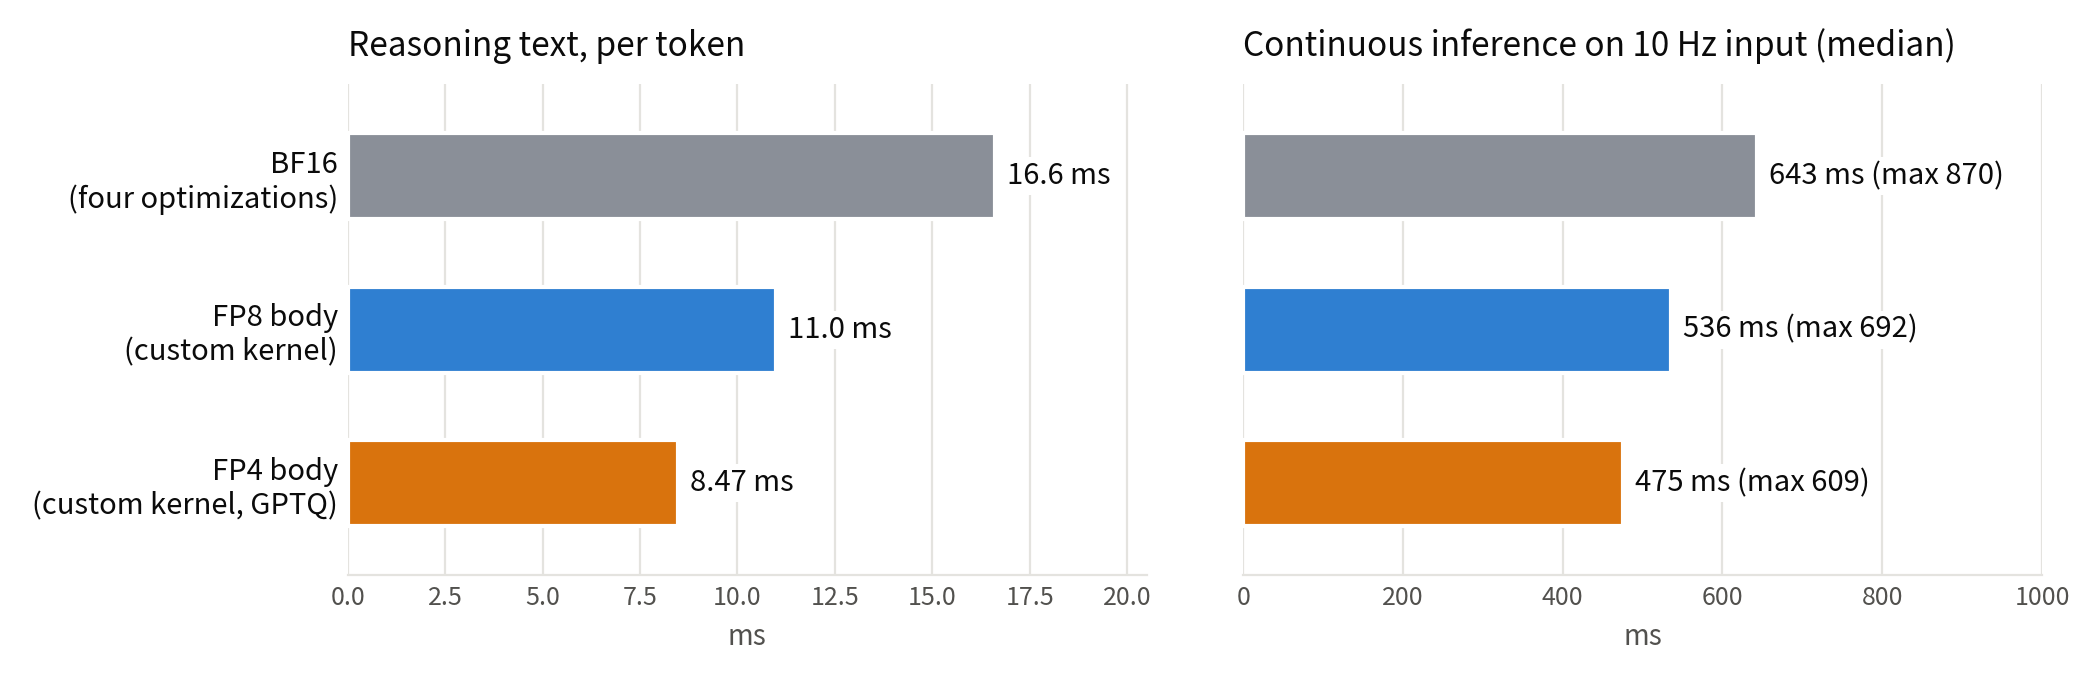 Reasoning text, per token
BF16
(four optimizations)
16.6 ms
FP8 body
(custom kernel)
11.0 ms
FP4 body
(custom kernel, GPTQ)
8.47 ms
0.0 2.5 5.0 7.5 10.0 12.5 15.0 17.5 20.0
ms
Continuous inference on 10 Hz input (median)
643 ms (max 870)
536 ms (max 692)
475 ms (max 609)
0 200 400 600 800 1000
ms